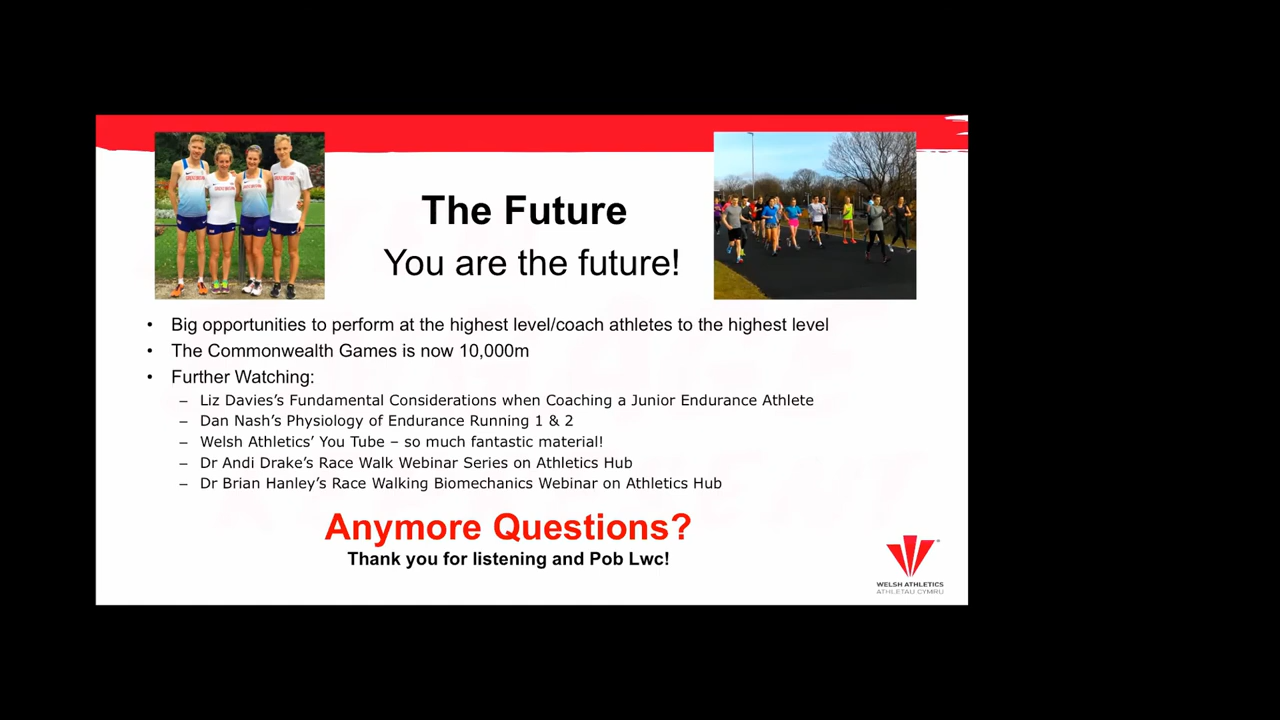 The Future
You are the future!
• Big opportunities to perform at the highest level/coach athletes to the highest level
• The Commonwealth Games is now 10,000m
• Further Watching:
– Liz Davies’s Fundamental Considerations when Coaching a Junior Endurance Athlete
– Dan Nash’s Physiology of Endurance Running 1 & 2
– Welsh Athletics’ You Tube – so much fantastic material!
– Dr Andi Drake’s Race Walk Webinar Series on Athletics Hub
– Dr Brian Hanley’s Race Walking Biomechanics Webinar on Athletics Hub
Anymore Questions?
Thank you for listening and Pob Lwc!
WELSH ATHLETICS
ATHLETAU CYMRU